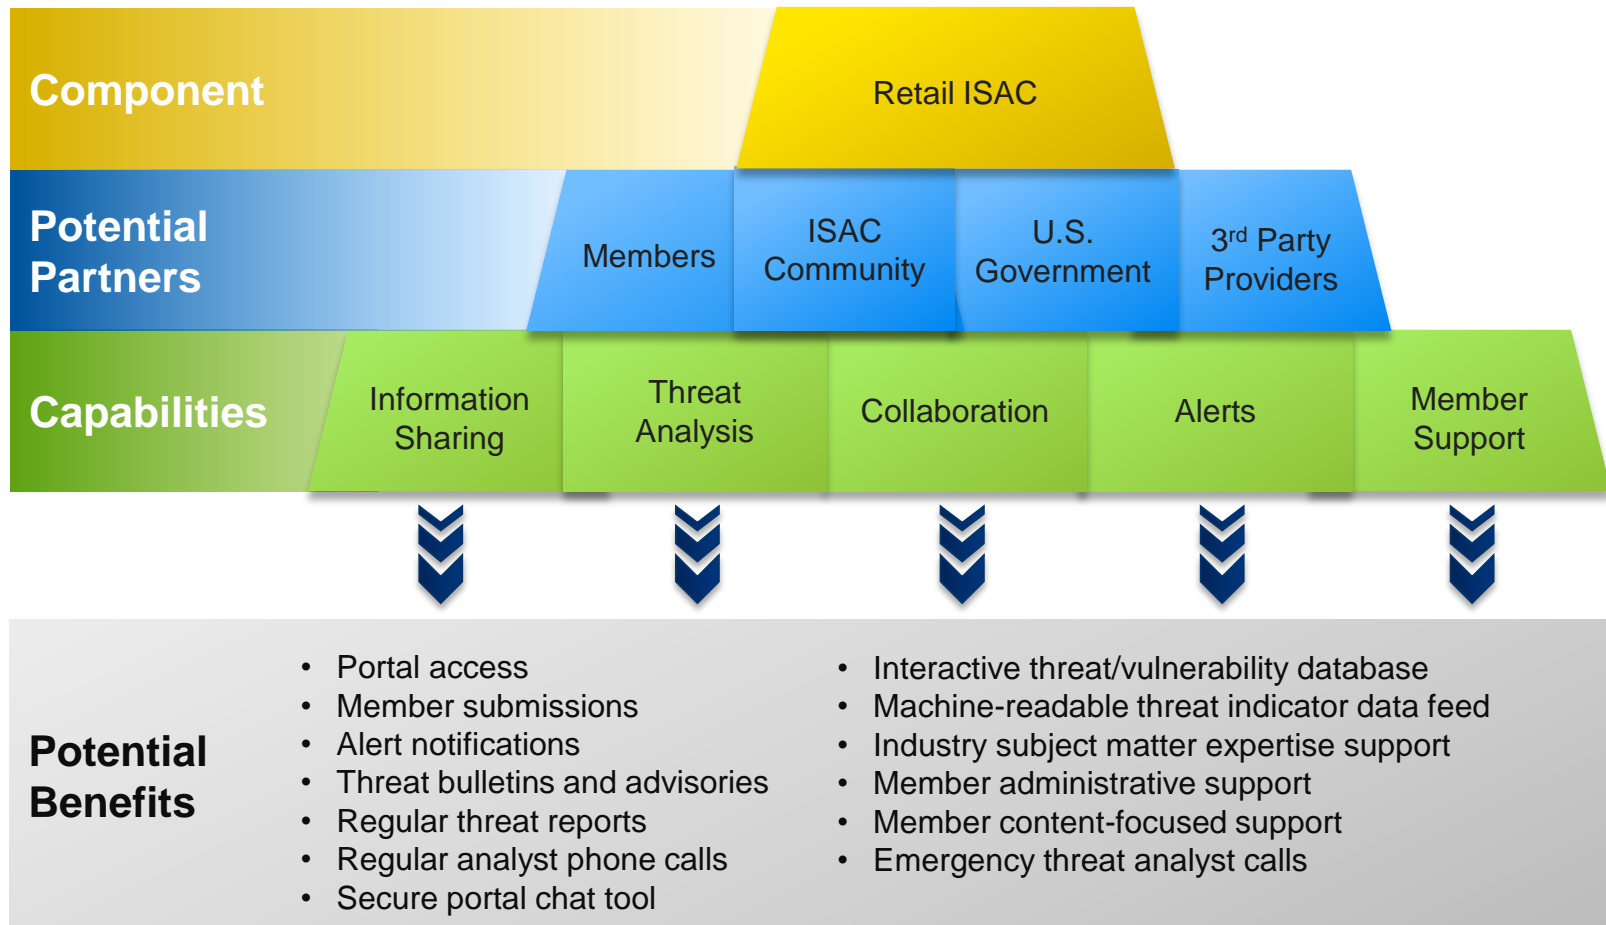 Component
Retail ISAC
Potential
Partners
Members
ISAC
Community
U.S.
Government
3rd Party
Providers
Capabilities
Information
Sharing
Threat
Analysis
Collaboration
Alerts
Member
Support
Potential
Benefits
• Portal access
• Member submissions
• Alert notifications
• Threat bulletins and advisories
• Regular threat reports
• Regular analyst phone calls
• Secure portal chat tool
• Interactive threat/vulnerability database
• Machine-readable threat indicator data feed
• Industry subject matter expertise support
• Member administrative support
• Member content-focused support
• Emergency threat analyst calls